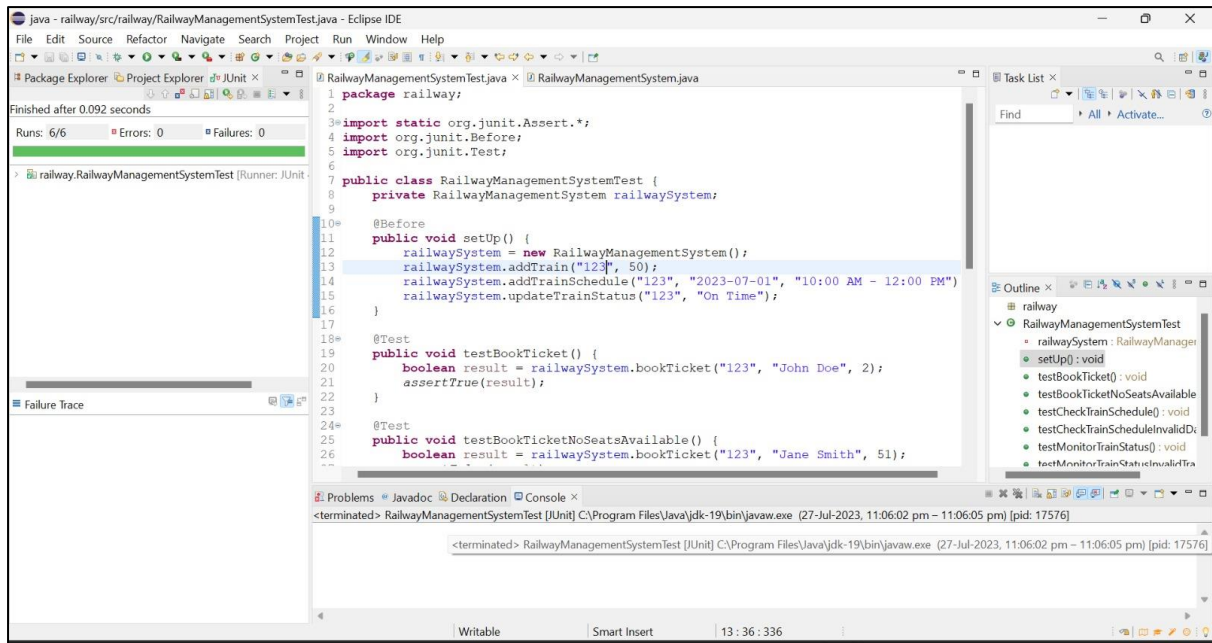 java - railway/src/railway/RailwayManagementSystemTest.java - Eclipse IDE
File Edit Source Refactor Navigate Search Project Run Window Help
Package Explorer Project Explorer JUnit
Finished after 0.092 seconds
Runs: 6/6 Errors: 0 Failures: 0
railway.RailwayManagementSystemTest [Runner: JUnit
Failure Trace
RailwayManagementSystemTest.java RailwayManagementSystem.java
1 package railway;
2
3 import static org.junit.Assert.*;
4 import org.junit.Before;
5 import org.junit.Test;
6
7 public class RailwayManagementSystemTest {
8 private RailwayManagementSystem railwaySystem;
9
10 @Before
11 public void setUp() {
12 railwaySystem = new RailwayManagementSystem();
13 railwaySystem.addTrain("123", 50);
14 railwaySystem.addTrainSchedule("123", "2023-07-01", "10:00 AM - 12:00 PM")
15 railwaySystem.updateTrainStatus("123", "On Time");
16 }
17
18 @Test
19 public void testBookTicket() {
20 boolean result = railwaySystem.bookTicket("123", "John Doe", 2);
21 assertTrue(result);
22 }
23
24 @Test
25 public void testBookTicketNoSeatsAvailable() {
26 boolean result = railwaySystem.bookTicket("123", "Jane Smith", 51);
Task List
Find All Activate...
Outline
railway
RailwayManagementSystemTest
railwaySystem : RailwayManager
setUp() : void
testBookTicket() : void
testBookTicketNoSeatsAvailable
testCheckTrainSchedule() : void
testCheckTrainScheduleInvalidDa
testMonitorTrainStatus() : void
testMonitorTrainStatusInvalidTra
Problems Javadoc Declaration Console
<terminated> RailwayManagementSystemTest [JUnit] C:\Program Files\Java\jdk-19\bin\javaw.exe (27-Jul-2023, 11:06:02 pm – 11:06:05 pm) [pid: 17576]
<terminated> RailwayManagementSystemTest [JUnit] C:\Program Files\Java\jdk-19\bin\javaw.exe (27-Jul-2023, 11:06:02 pm – 11:06:05 pm) [pid: 17576]
Writable Smart Insert 13 : 36 : 336